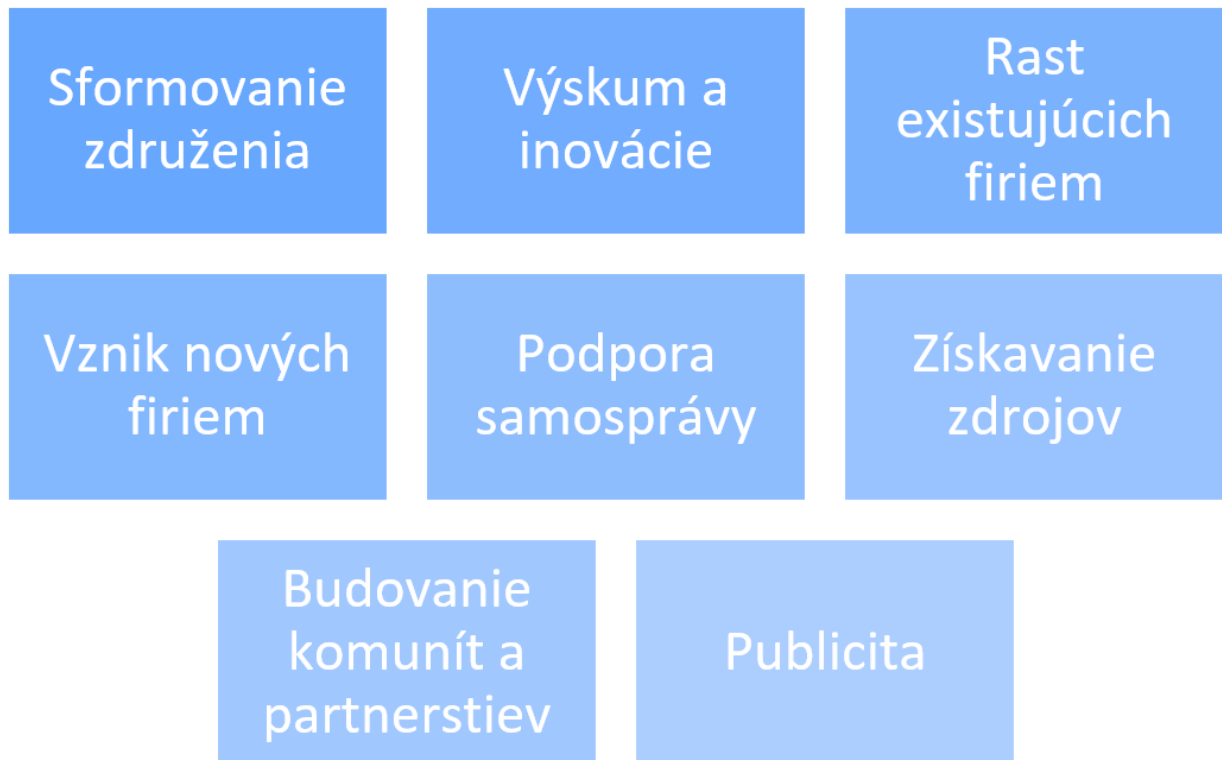 Sformovanie
združenia
Výskum a
inovácie
Rast
existujúcich
firiem
Vznik nových
firiem
Podpora
samosprávy
Získavanie
zdrojov
Budovanie
komunít a
partnerstiev
Publicita